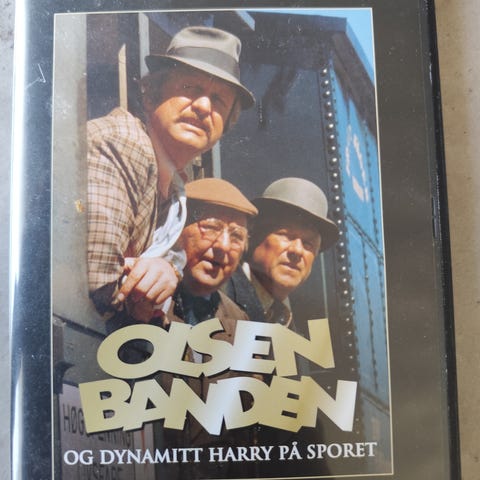 OLSEN
BANDEN
OG DYNAMITT HARRY PÅ SPORET